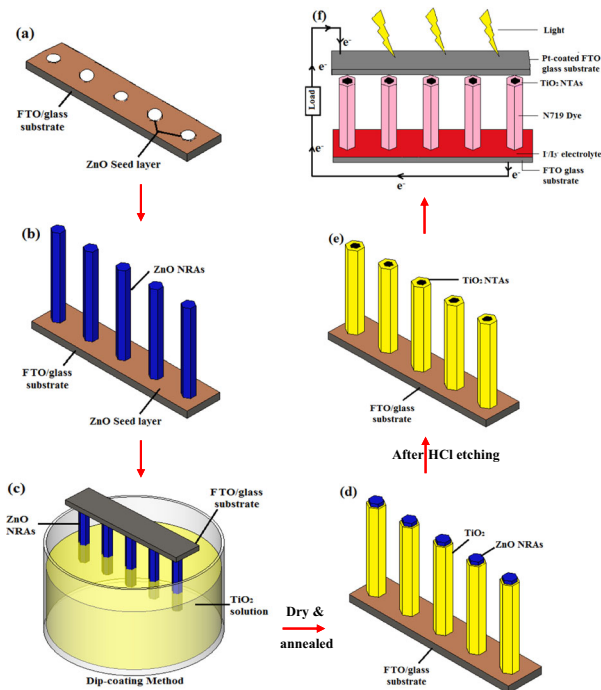 (a)
FTO/glass
substrate
ZnO Seed layer
(b)
ZnO NRAs
FTO/glass
substrate
ZnO Seed layer
(c)
FTO/glass
substrate
ZnO
NRAs
TiO₂
solution
Dip-coating Method
Dry &
annealed
(d)
TiO₂
ZnO NRAs
FTO/glass
substrate
After HCl etching
(e)
TiO₂ NTAs
FTO/glass
substrate
(f)
Light
e⁻
e⁻
Pt-coated FTO
glass substrate
TiO₂ NTAs
Load
N719 Dye
e⁻
I⁻/I₃⁻ electrolyte
e⁻
FTO glass
substrate
e⁻